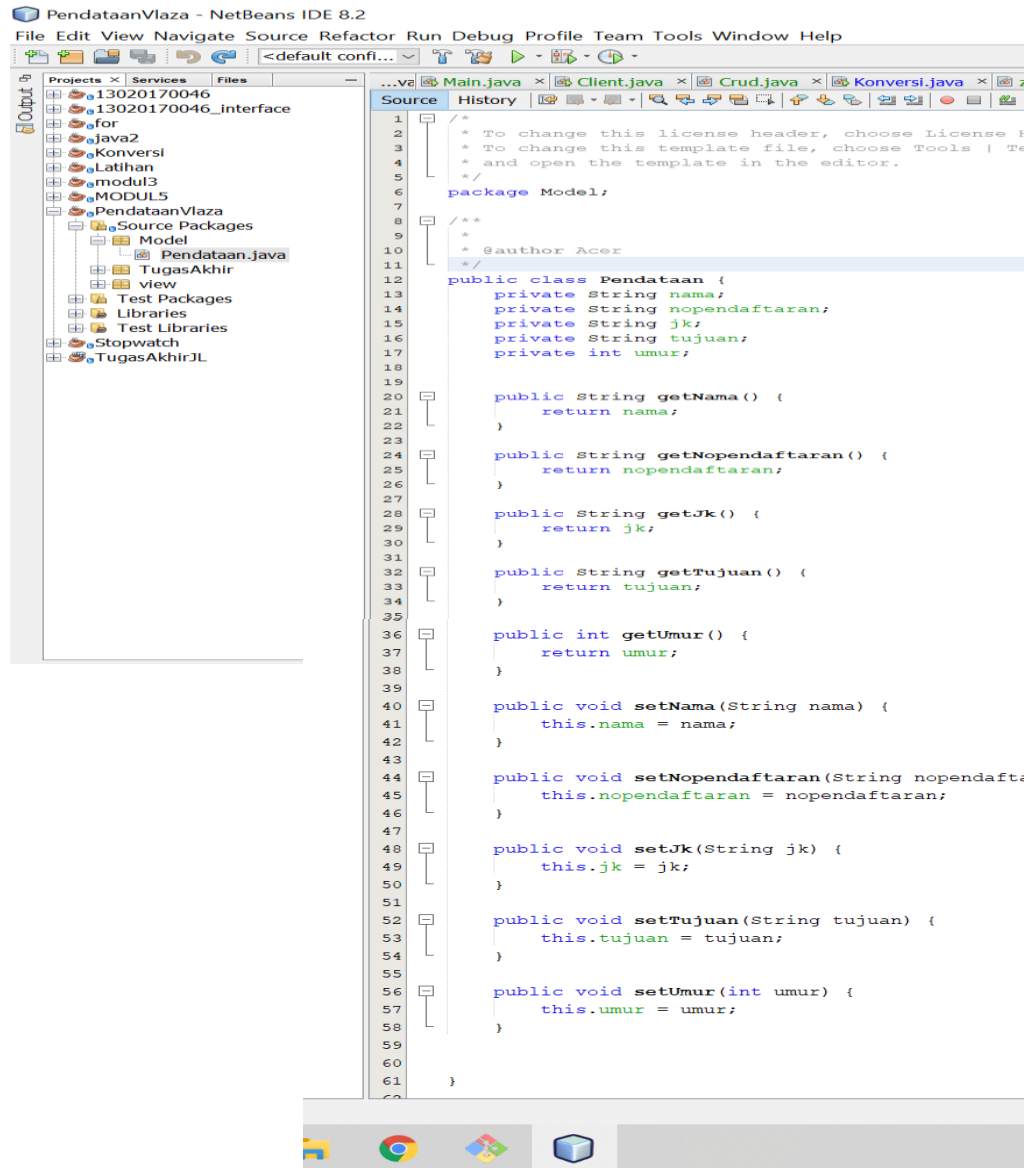 PendataanVlaza - NetBeans IDE 8.2
File Edit View Navigate Source Refactor Run Debug Profile Team Tools Window Help
<default confi...
Output
Projects × Services Files
13020170046
13020170046_interface
for
java2
Konversi
Latihan
modul3
MODUL5
PendataanVlaza
Source Packages
Model
Pendataan.java
TugasAkhir
view
Test Packages
Libraries
Test Libraries
Stopwatch
TugasAkhirJL
...va Main.java × Client.java × Crud.java × Konversi.java ×
Source History
1 /*
2 * To change this license header, choose License
3 * To change this template file, choose Tools |
4 * and open the template in the editor.
5 */
6 package Model;
7
8 /**
9 *
10 * @author Acer
11 */
12 public class Pendataan {
13 private String nama;
14 private String nopendaftaran;
15 private String jk;
16 private String tujuan;
17 private int umur;
18
19
20 public String getNama() {
21 return nama;
22 }
23
24 public String getNopendaftaran() {
25 return nopendaftaran;
26 }
27
28 public String getJk() {
29 return jk;
30 }
31
32 public String getTujuan() {
33 return tujuan;
34 }
35
36 public int getUmur() {
37 return umur;
38 }
39
40 public void setNama(String nama) {
41 this.nama = nama;
42 }
43
44 public void setNopendaftaran(String nopendafta
45 this.nopendaftaran = nopendaftaran;
46 }
47
48 public void setJk(String jk) {
49 this.jk = jk;
50 }
51
52 public void setTujuan(String tujuan) {
53 this.tujuan = tujuan;
54 }
55
56 public void setUmur(int umur) {
57 this.umur = umur;
58 }
59
60
61 }